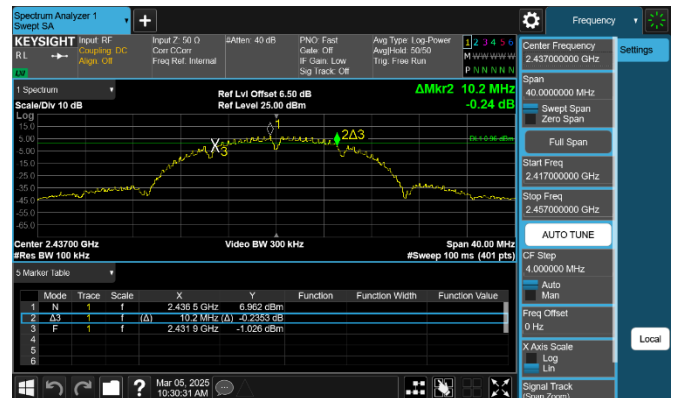 Spectrum Analyzer 1
Swept SA
Frequency
KEYSIGHT
RL
Input: RF
Coupling: DC
Align: Off
Input Z: 50 Ω
Corr CCorr
Freq Ref: Internal
#Atten: 40 dB
PNO: Fast
Gate: Off
IF Gain: Low
Sig Track: Off
Avg Type: Log-Power
Avg|Hold: 50/50
Trig: Free Run
1 2 3 4 5 6
M W W W W W
P N N N N N
1 Spectrum
Scale/Div 10 dB
Ref Lvl Offset 6.50 dB
Ref Level 25.00 dBm
ΔMkr2 10.2 MHz
-0.24 dB
Log
15.0
5.00
-5.00
-15.0
-25.0
-35.0
-45.0
-55.0
-65.0
1
2Δ3
3
Center 2.43700 GHz
#Res BW 100 kHz
Video BW 300 kHz
Span 40.00 MHz
#Sweep 100 ms (401 pts)
5 Marker Table
Mode Trace Scale X Y Function Function Width Function Value
1 N 1 f 2.436 5 GHz 6.962 dBm
2 Δ3 1 f (Δ) 10.2 MHz (Δ) -0.2353 dB
3 F 1 f 2.431 9 GHz -1.026 dBm
4
5
6
Mar 05, 2025
10:30:31 AM
Center Frequency
2.437000000 GHz
Settings
Span
40.0000000 MHz
Swept Span
Zero Span
Full Span
Start Freq
2.417000000 GHz
Stop Freq
2.457000000 GHz
AUTO TUNE
CF Step
4.000000 MHz
Auto
Man
Freq Offset
0 Hz
X Axis Scale
Log
Lin
Local
Signal Track
(Span Zoom)